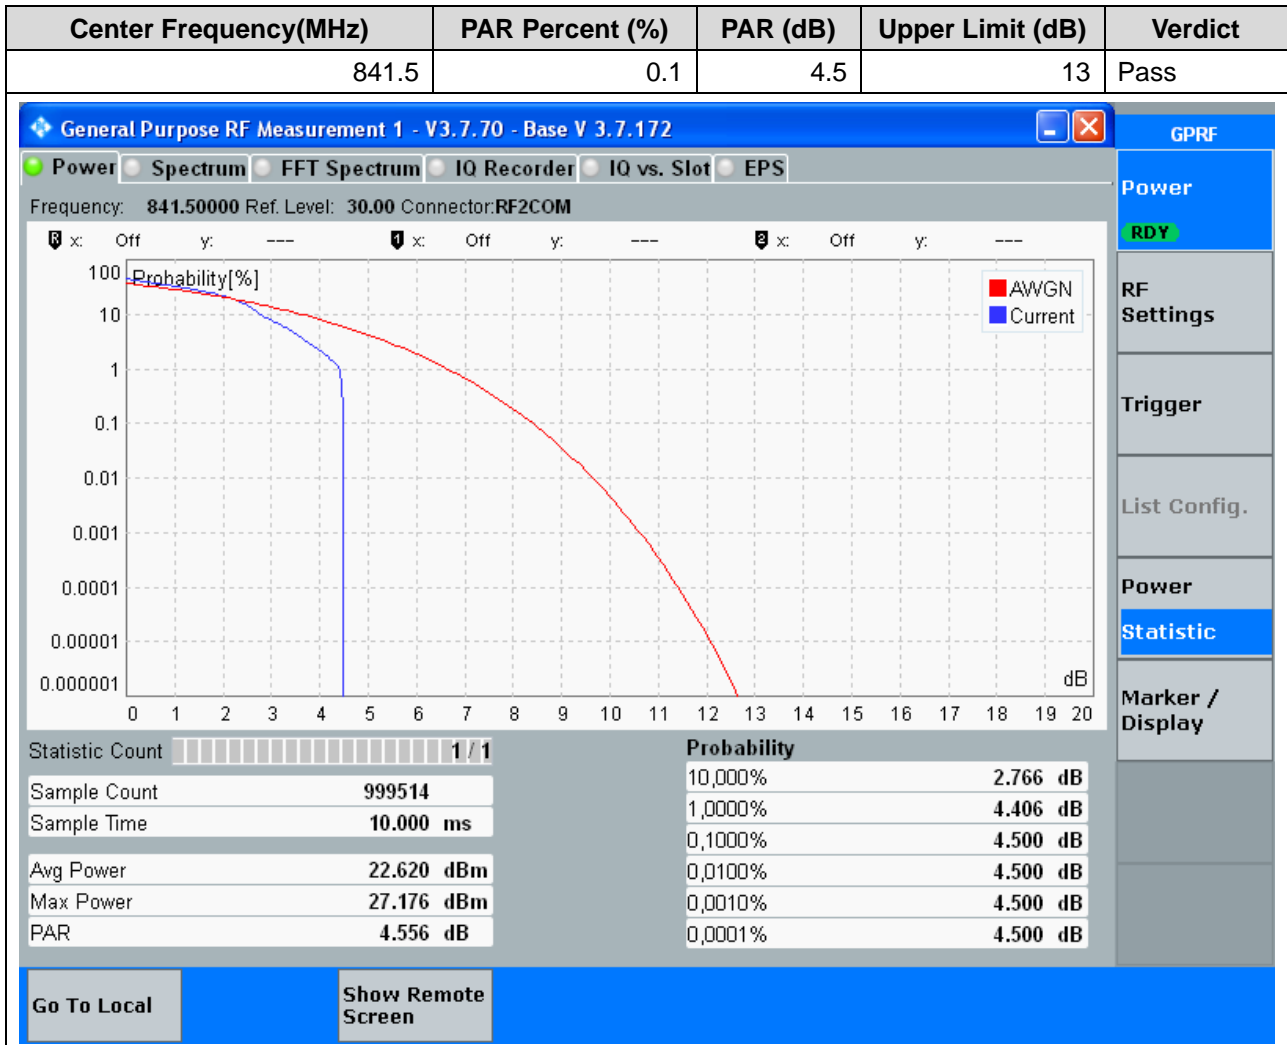 Center Frequency(MHz) PAR Percent (%) PAR (dB) Upper Limit (dB) Verdict
841.5 0.1 4.5 13 Pass
General Purpose RF Measurement 1 - V3.7.70 - Base V 3.7.172
GPRF
Power Spectrum FFT Spectrum IQ Recorder IQ vs. Slot EPS
Power
RDY
Frequency: 841.50000 Ref. Level: 30.00 Connector:RF2COM
R x: Off y: --- 1 x: Off y: --- 2 x: Off y: ---
Probability[%]
100
10
1
0.1
0.01
0.001
0.0001
0.00001
0.000001
AWGN
Current
dB
0 1 2 3 4 5 6 7 8 9 10 11 12 13 14 15 16 17 18 19 20
RF
Settings
Trigger
List Config.
Power
Statistic
Marker /
Display
Statistic Count 1 / 1
Sample Count 999514
Sample Time 10.000 ms
Avg Power 22.620 dBm
Max Power 27.176 dBm
PAR 4.556 dB
Probability
10,000% 2.766 dB
1,0000% 4.406 dB
0,1000% 4.500 dB
0,0100% 4.500 dB
0,0010% 4.500 dB
0,0001% 4.500 dB
Go To Local
Show Remote
Screen